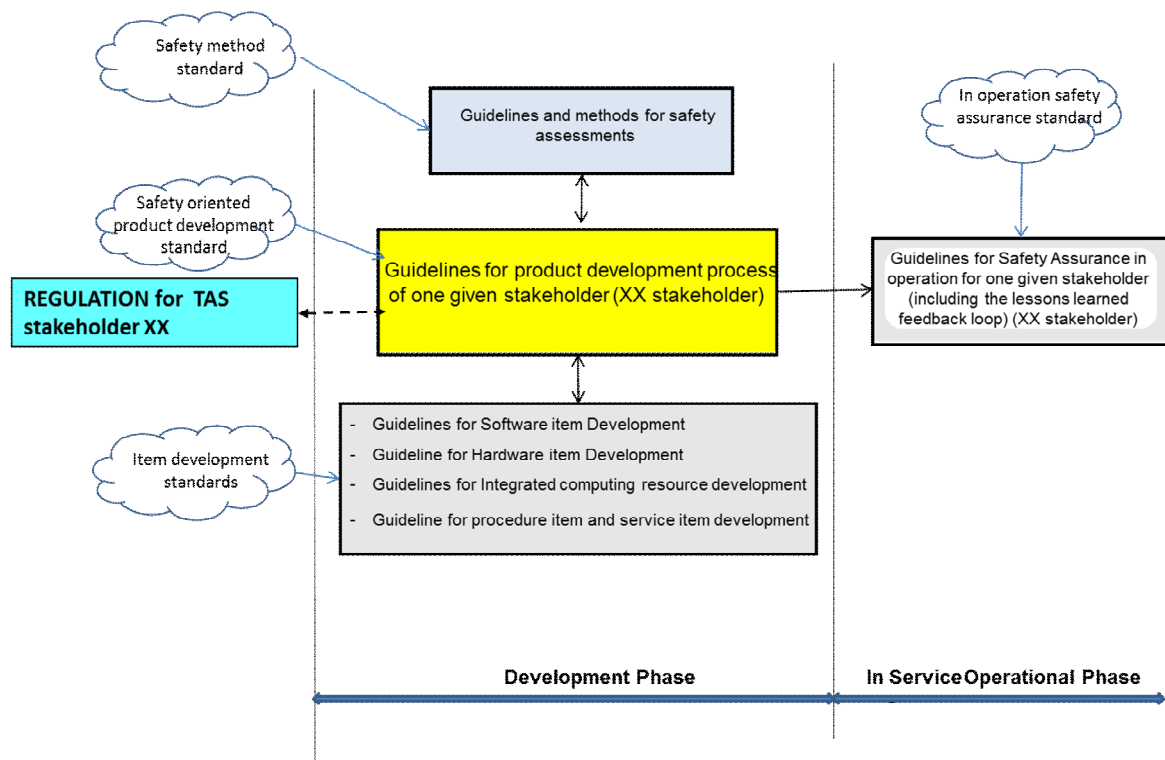 Safety method
standard
Guidelines and methods for safety
assessments
In operation safety
assurance standard
Safety oriented
product development
standard
Guidelines for product development process
of one given stakeholder (XX stakeholder)
Guidelines for Safety Assurance in
operation for one given stakeholder
(including the lessons learned
feedback loop) (XX stakeholder)
REGULATION for TAS
stakeholder XX
Item development
standards
- Guidelines for Software item Development
- Guideline for Hardware item Development
- Guidelines for Integrated computing resource development
- Guideline for procedure item and service item development
Development Phase
In Service Operational Phase